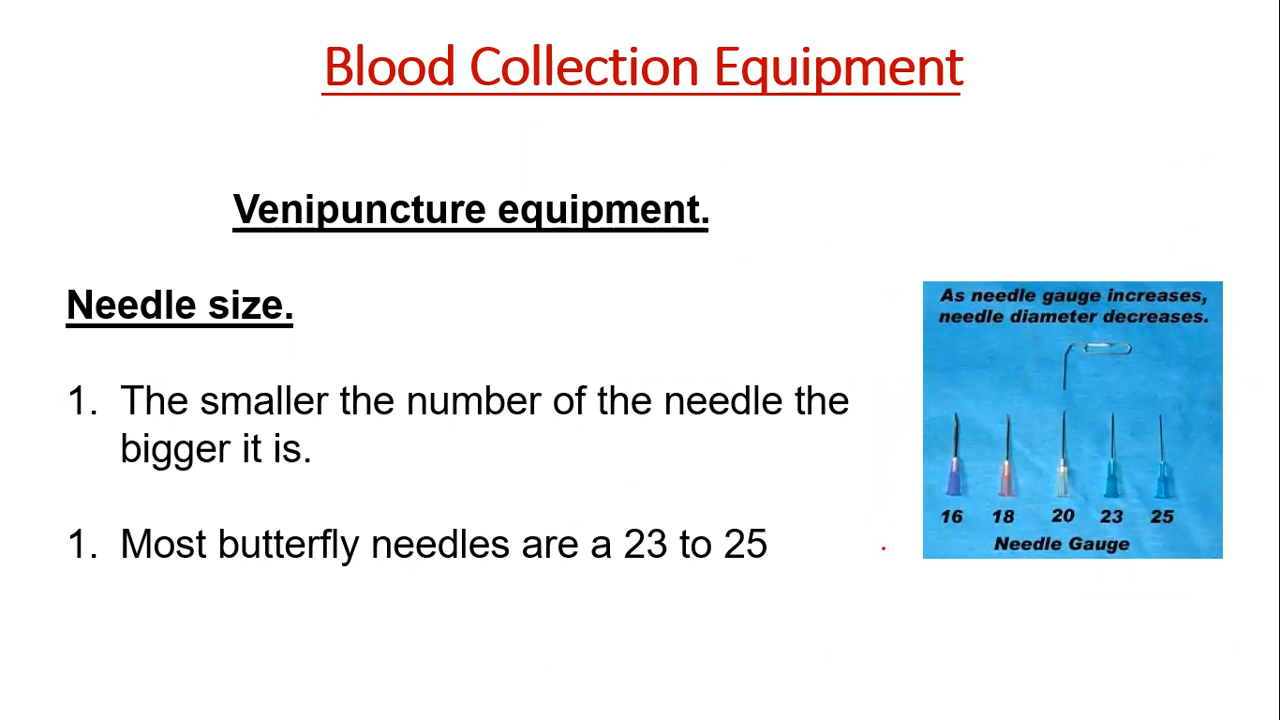 Blood Collection Equipment
Venipuncture equipment.
Needle size.
1. The smaller the number of the needle the
bigger it is.
1. Most butterfly needles are a 23 to 25
As needle gauge increases,
needle diameter decreases.
16 18 20 23 25
Needle Gauge